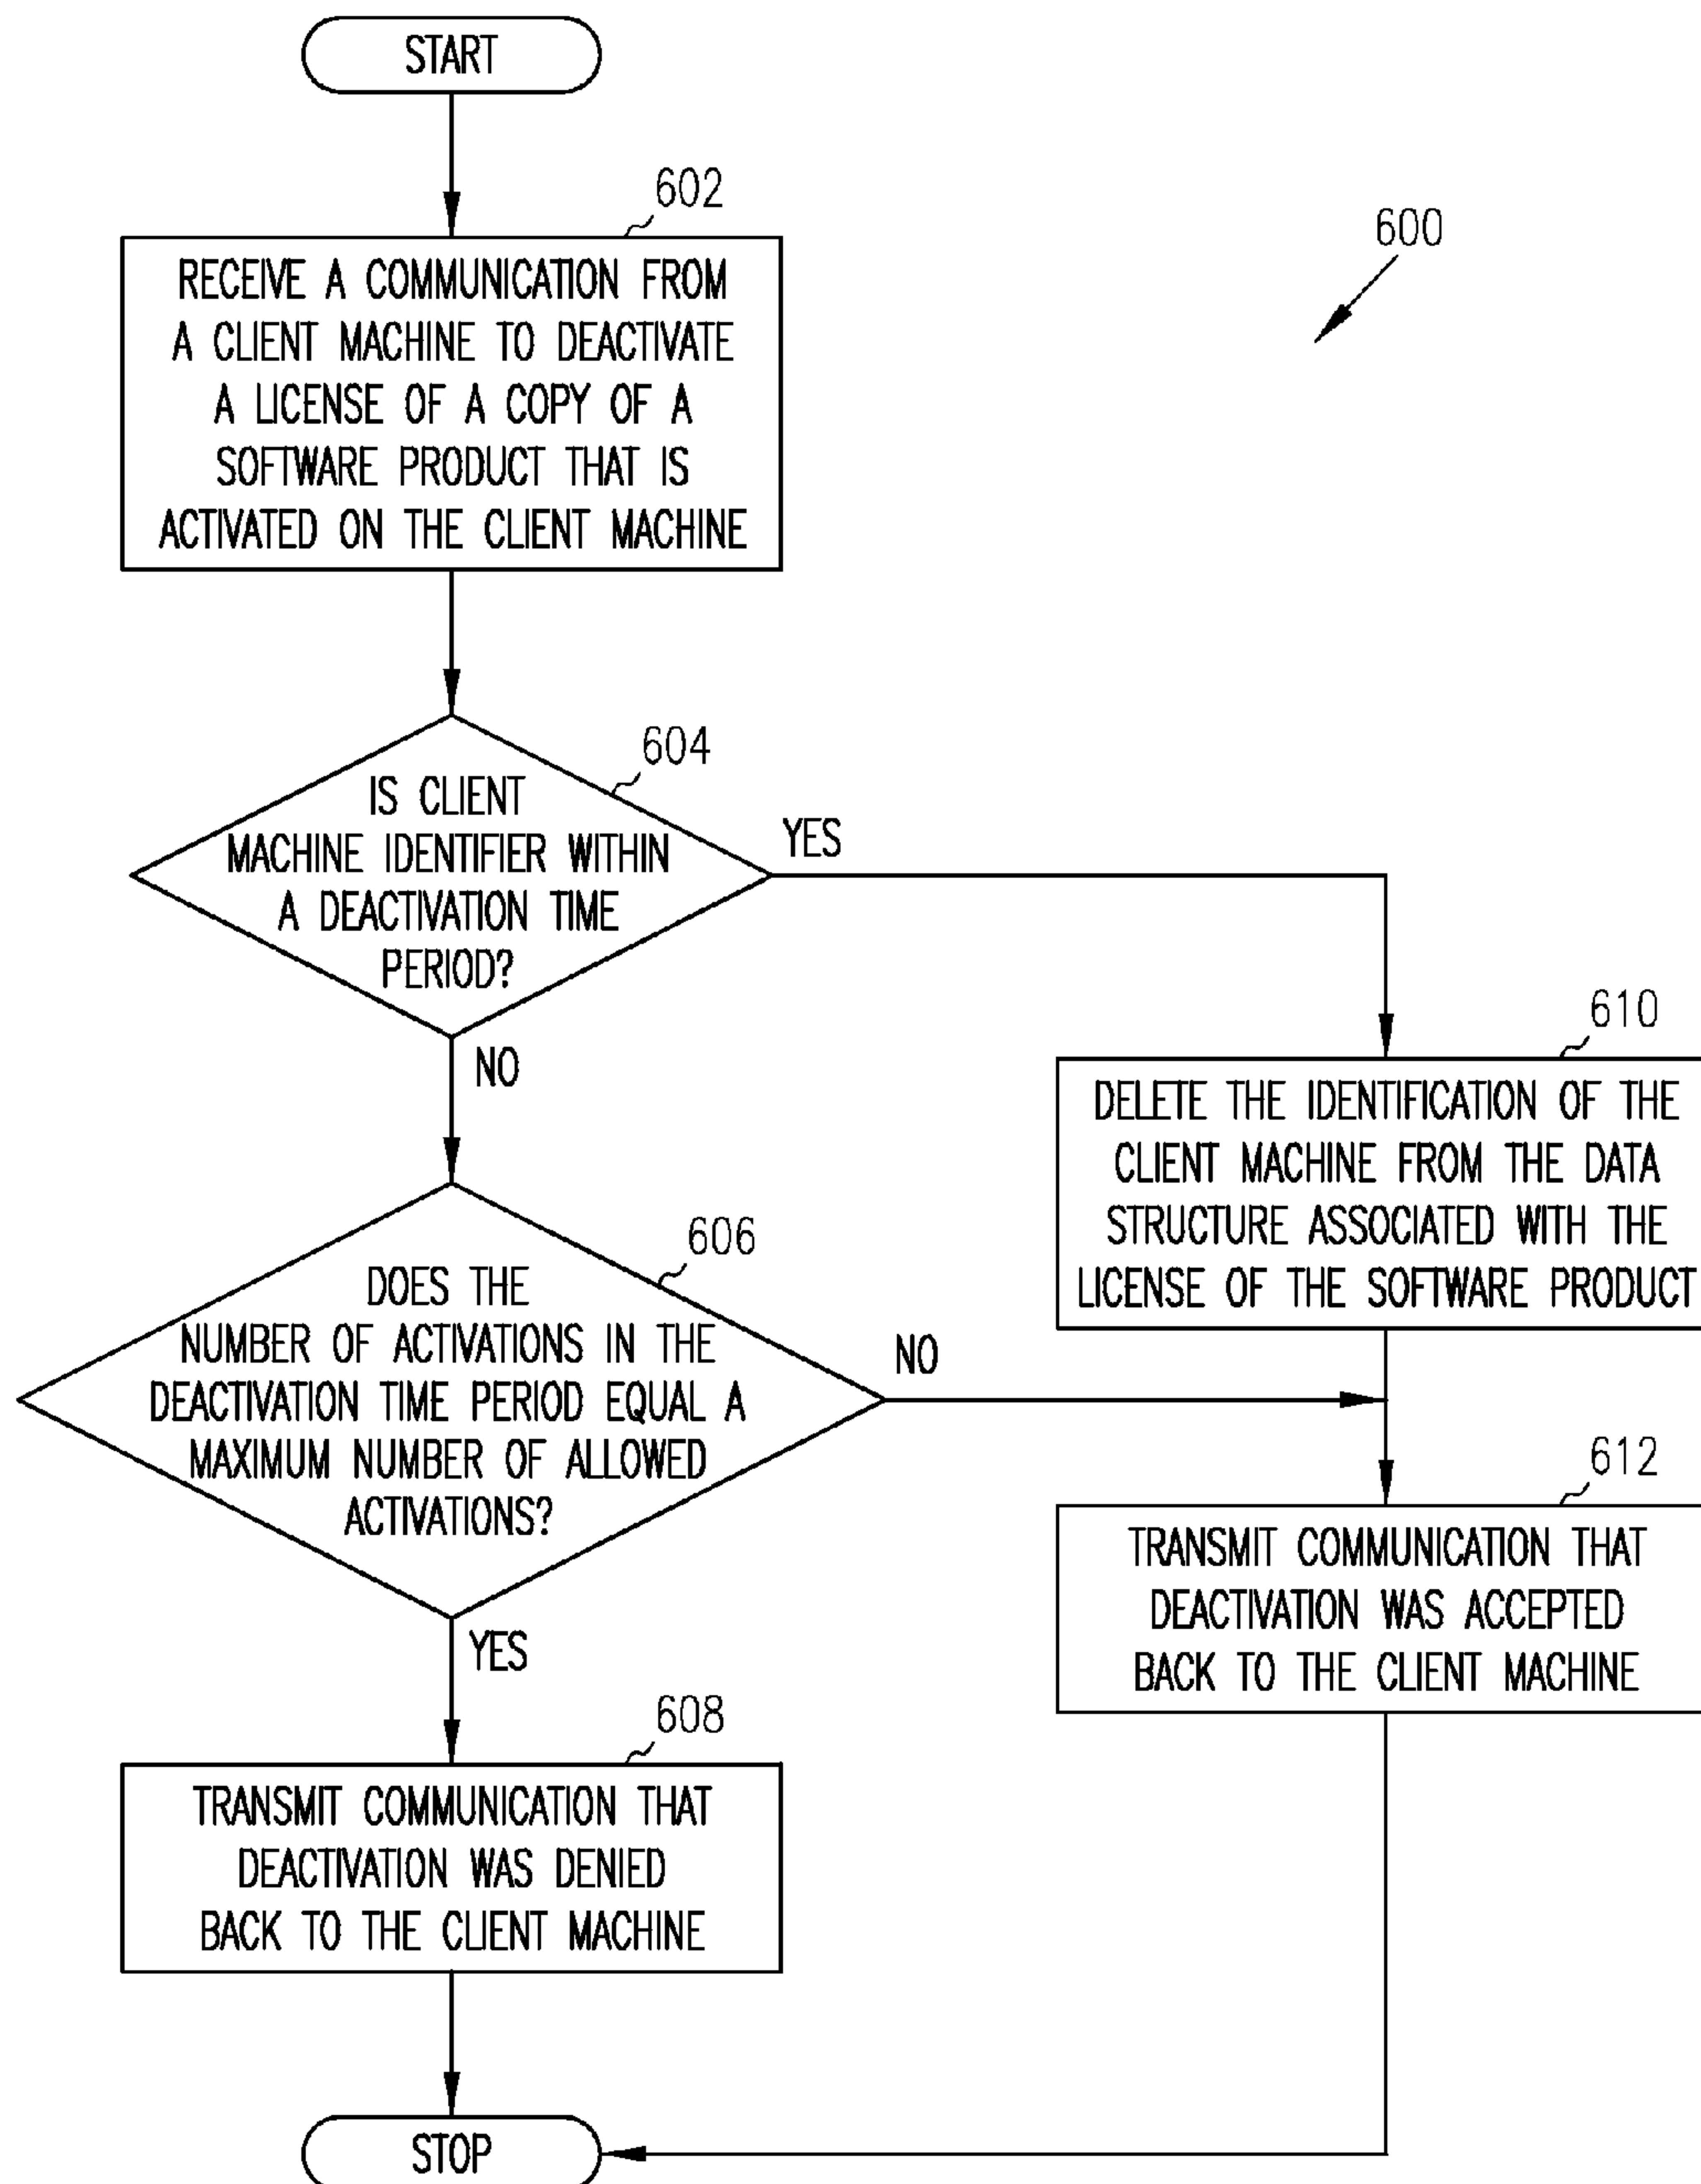 START
602
RECEIVE A COMMUNICATION FROM
A CLIENT MACHINE TO DEACTIVATE
A LICENSE OF A COPY OF A
SOFTWARE PRODUCT THAT IS
ACTIVATED ON THE CLIENT MACHINE
600
604
IS CLIENT
MACHINE IDENTIFIER WITHIN
A DEACTIVATION TIME
PERIOD?
YES
NO
610
DELETE THE IDENTIFICATION OF THE
CLIENT MACHINE FROM THE DATA
STRUCTURE ASSOCIATED WITH THE
LICENSE OF THE SOFTWARE PRODUCT
606
DOES THE
NUMBER OF ACTIVATIONS IN THE
DEACTIVATION TIME PERIOD EQUAL A
MAXIMUM NUMBER OF ALLOWED
ACTIVATIONS?
NO
YES
612
TRANSMIT COMMUNICATION THAT
DEACTIVATION WAS ACCEPTED
BACK TO THE CLIENT MACHINE
608
TRANSMIT COMMUNICATION THAT
DEACTIVATION WAS DENIED
BACK TO THE CLIENT MACHINE
STOP